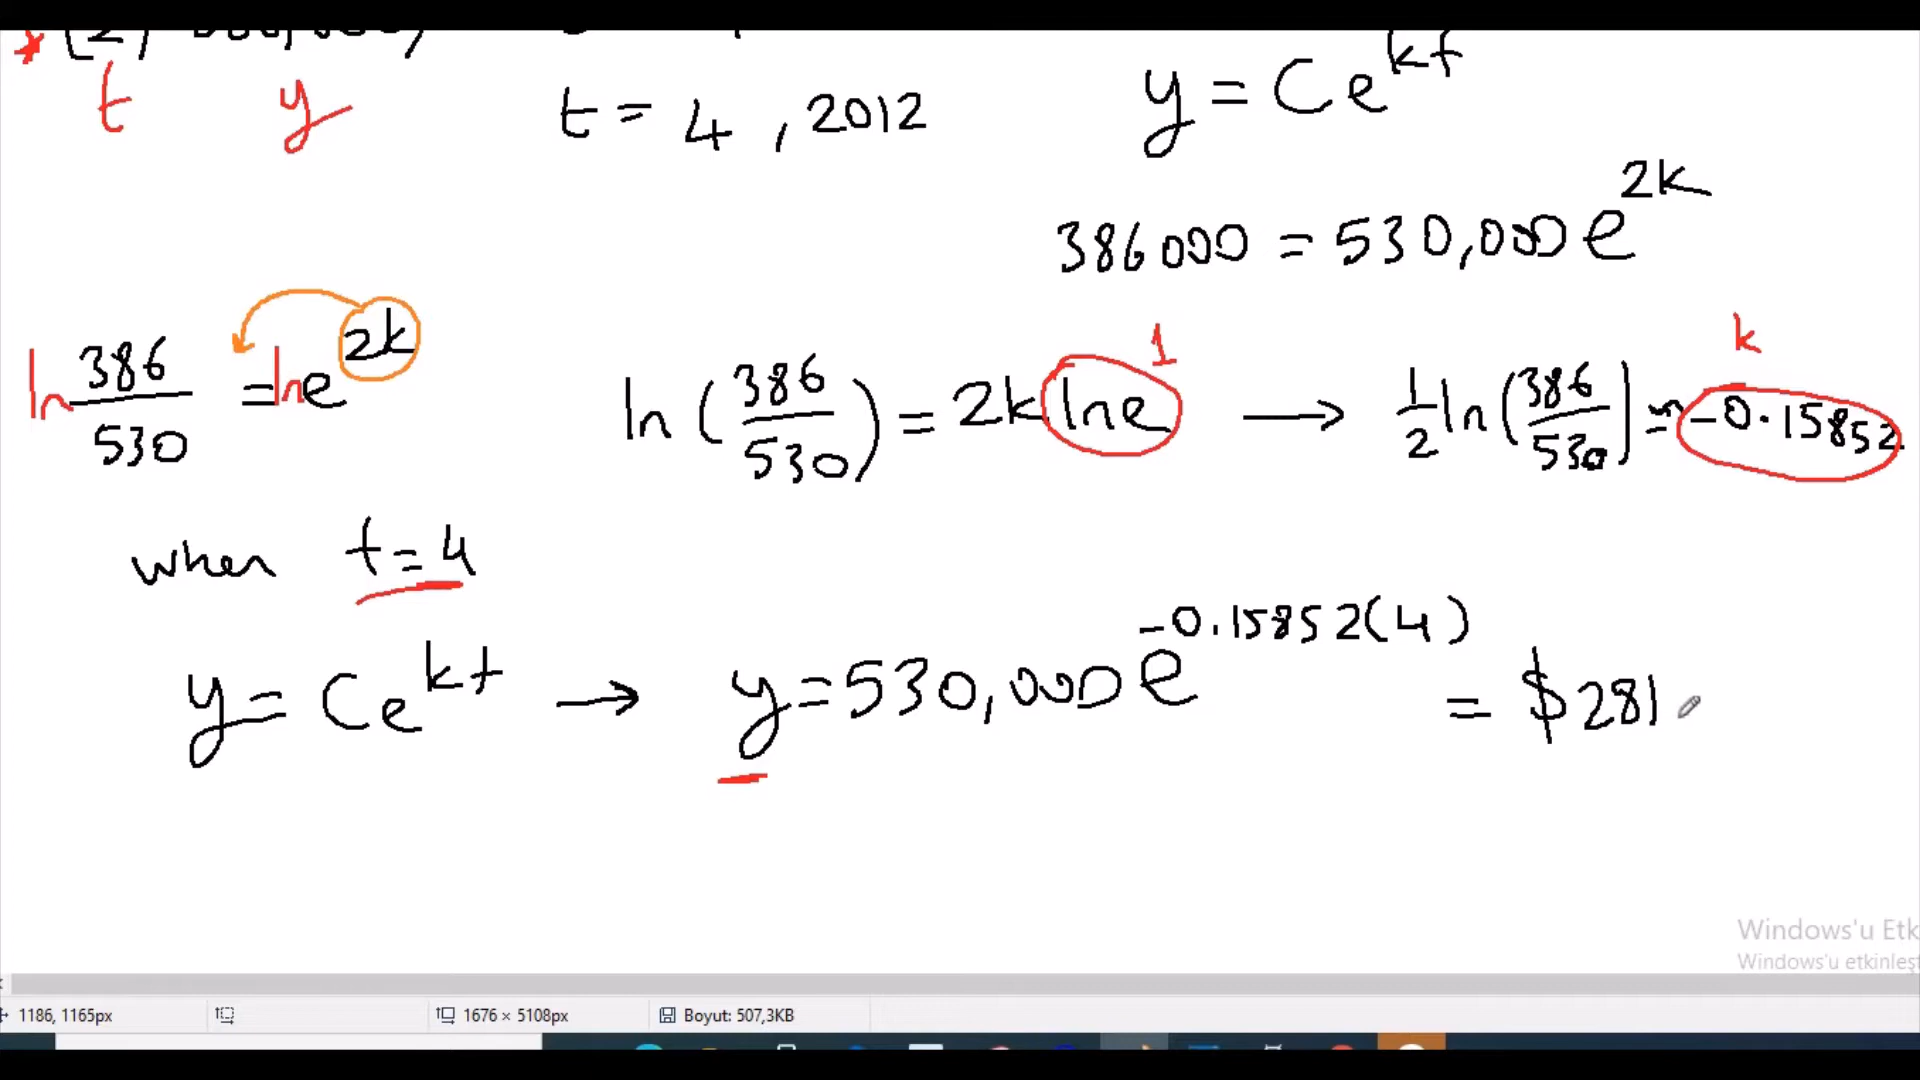 t y
t = 4 , 2012
y = Ce^kt
386000 = 530,000 e^2k
ln 386/530 = ln e^2k
ln (386/530) = 2k ln e 1 → 1/2 ln (386/530) ≈ -0.15852 k
when t = 4
y = Ce^kt → y = 530,000 e^-0.15852(4) = $281
Windows'u Etk
Windows'u etkinleşt
1186, 1165px 1676 × 5108px Boyut: 507,3KB